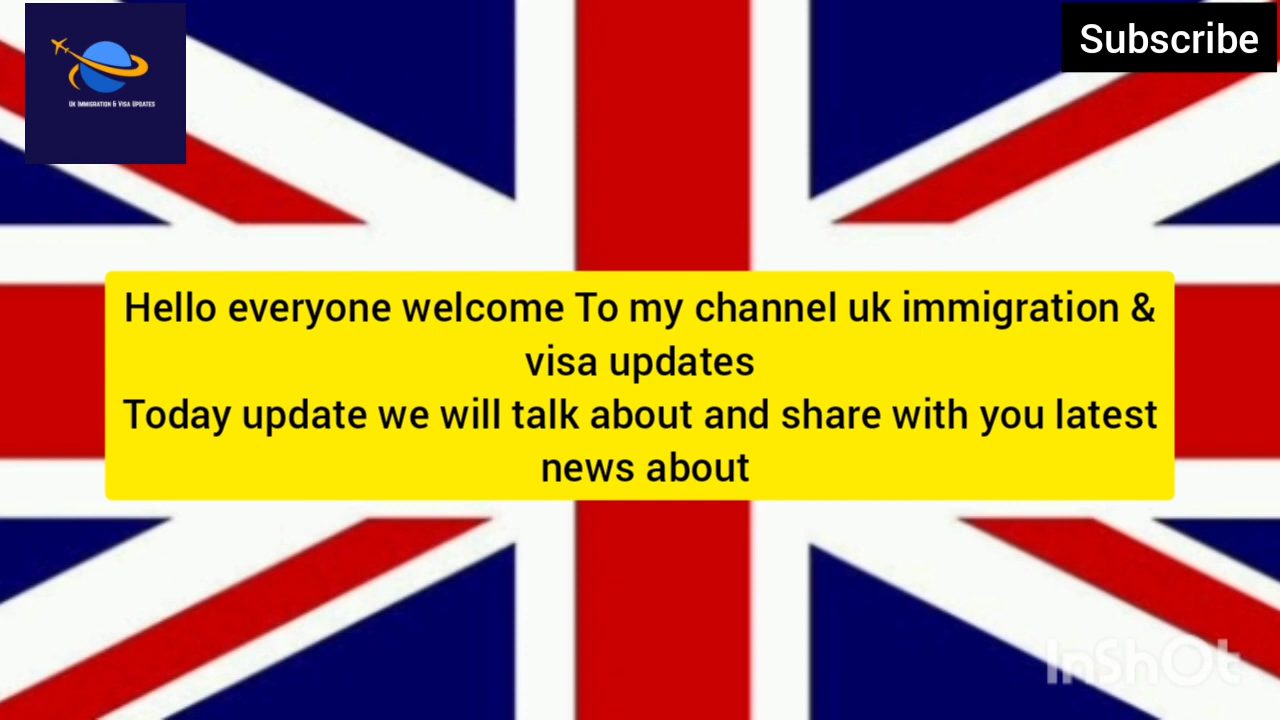 UK IMMIGRATION & VISA UPDATES
Subscribe
Hello everyone welcome To my channel uk immigration &
visa updates
Today update we will talk about and share with you latest
news about
InShOt